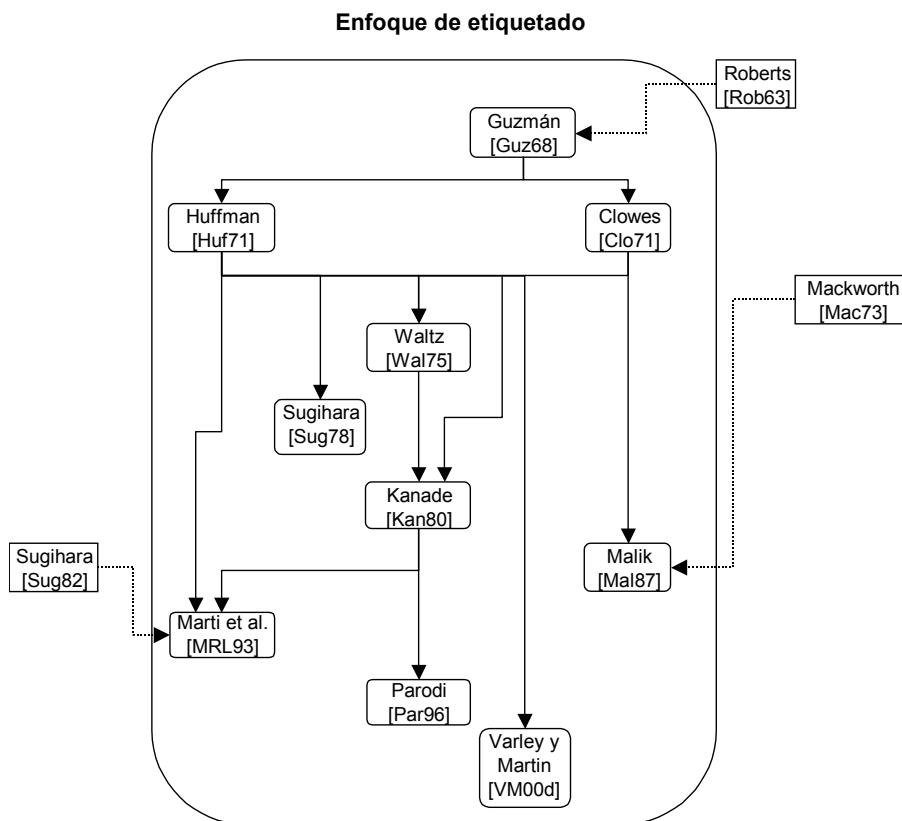 Enfoque de etiquetado
Roberts
[Rob63]
Guzmán
[Guz68]
Huffman
[Huf71]
Clowes
[Clo71]
Mackworth
[Mac73]
Waltz
[Wal75]
Sugihara
[Sug78]
Kanade
[Kan80]
Sugihara
[Sug82]
Malik
[Mal87]
Marti et al.
[MRL93]
Parodi
[Par96]
Varley y
Martin
[VM00d]